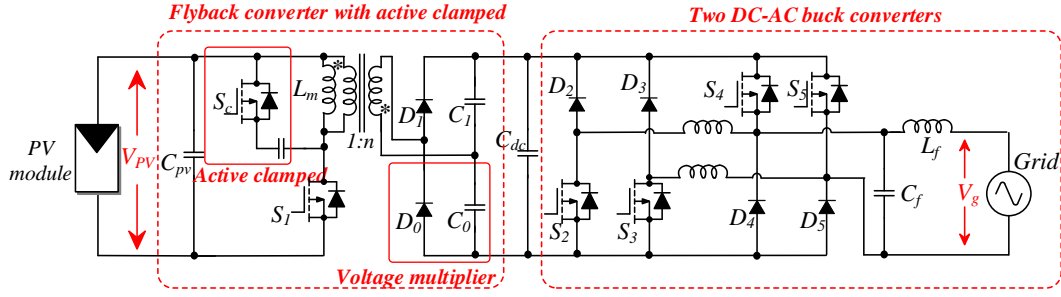 Flyback converter with active clamped
Two DC-AC buck converters
PV module
V_PV
C_pv
S_c
L_m
*
*
1:n
Active clamped
S_1
D_1
C_1
D_0
C_0
Voltage multiplier
C_dc
D_2
D_3
S_4
S_5
S_2
S_3
D_4
D_5
L_f
C_f
V_g
Grid